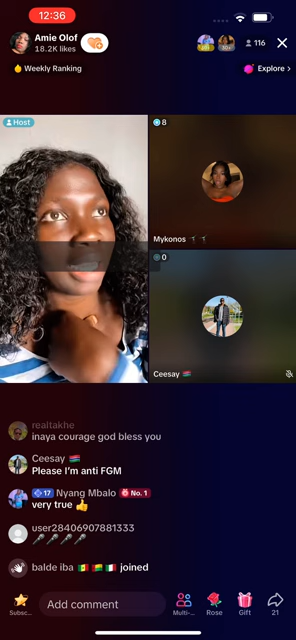 12:36
Amie Olof
18.2K likes
30+
116
Weekly Ranking
Explore >
Host
8
Mykonos
0
Ceesay
realtakhe
inaya courage god bless you
Ceesay
Please I'm anti FGM
17 Nyang Mbalo No. 1
very true
user28406907881333
balde iba joined
Subsc...
Add comment
Multi-...
Rose
Gift
21